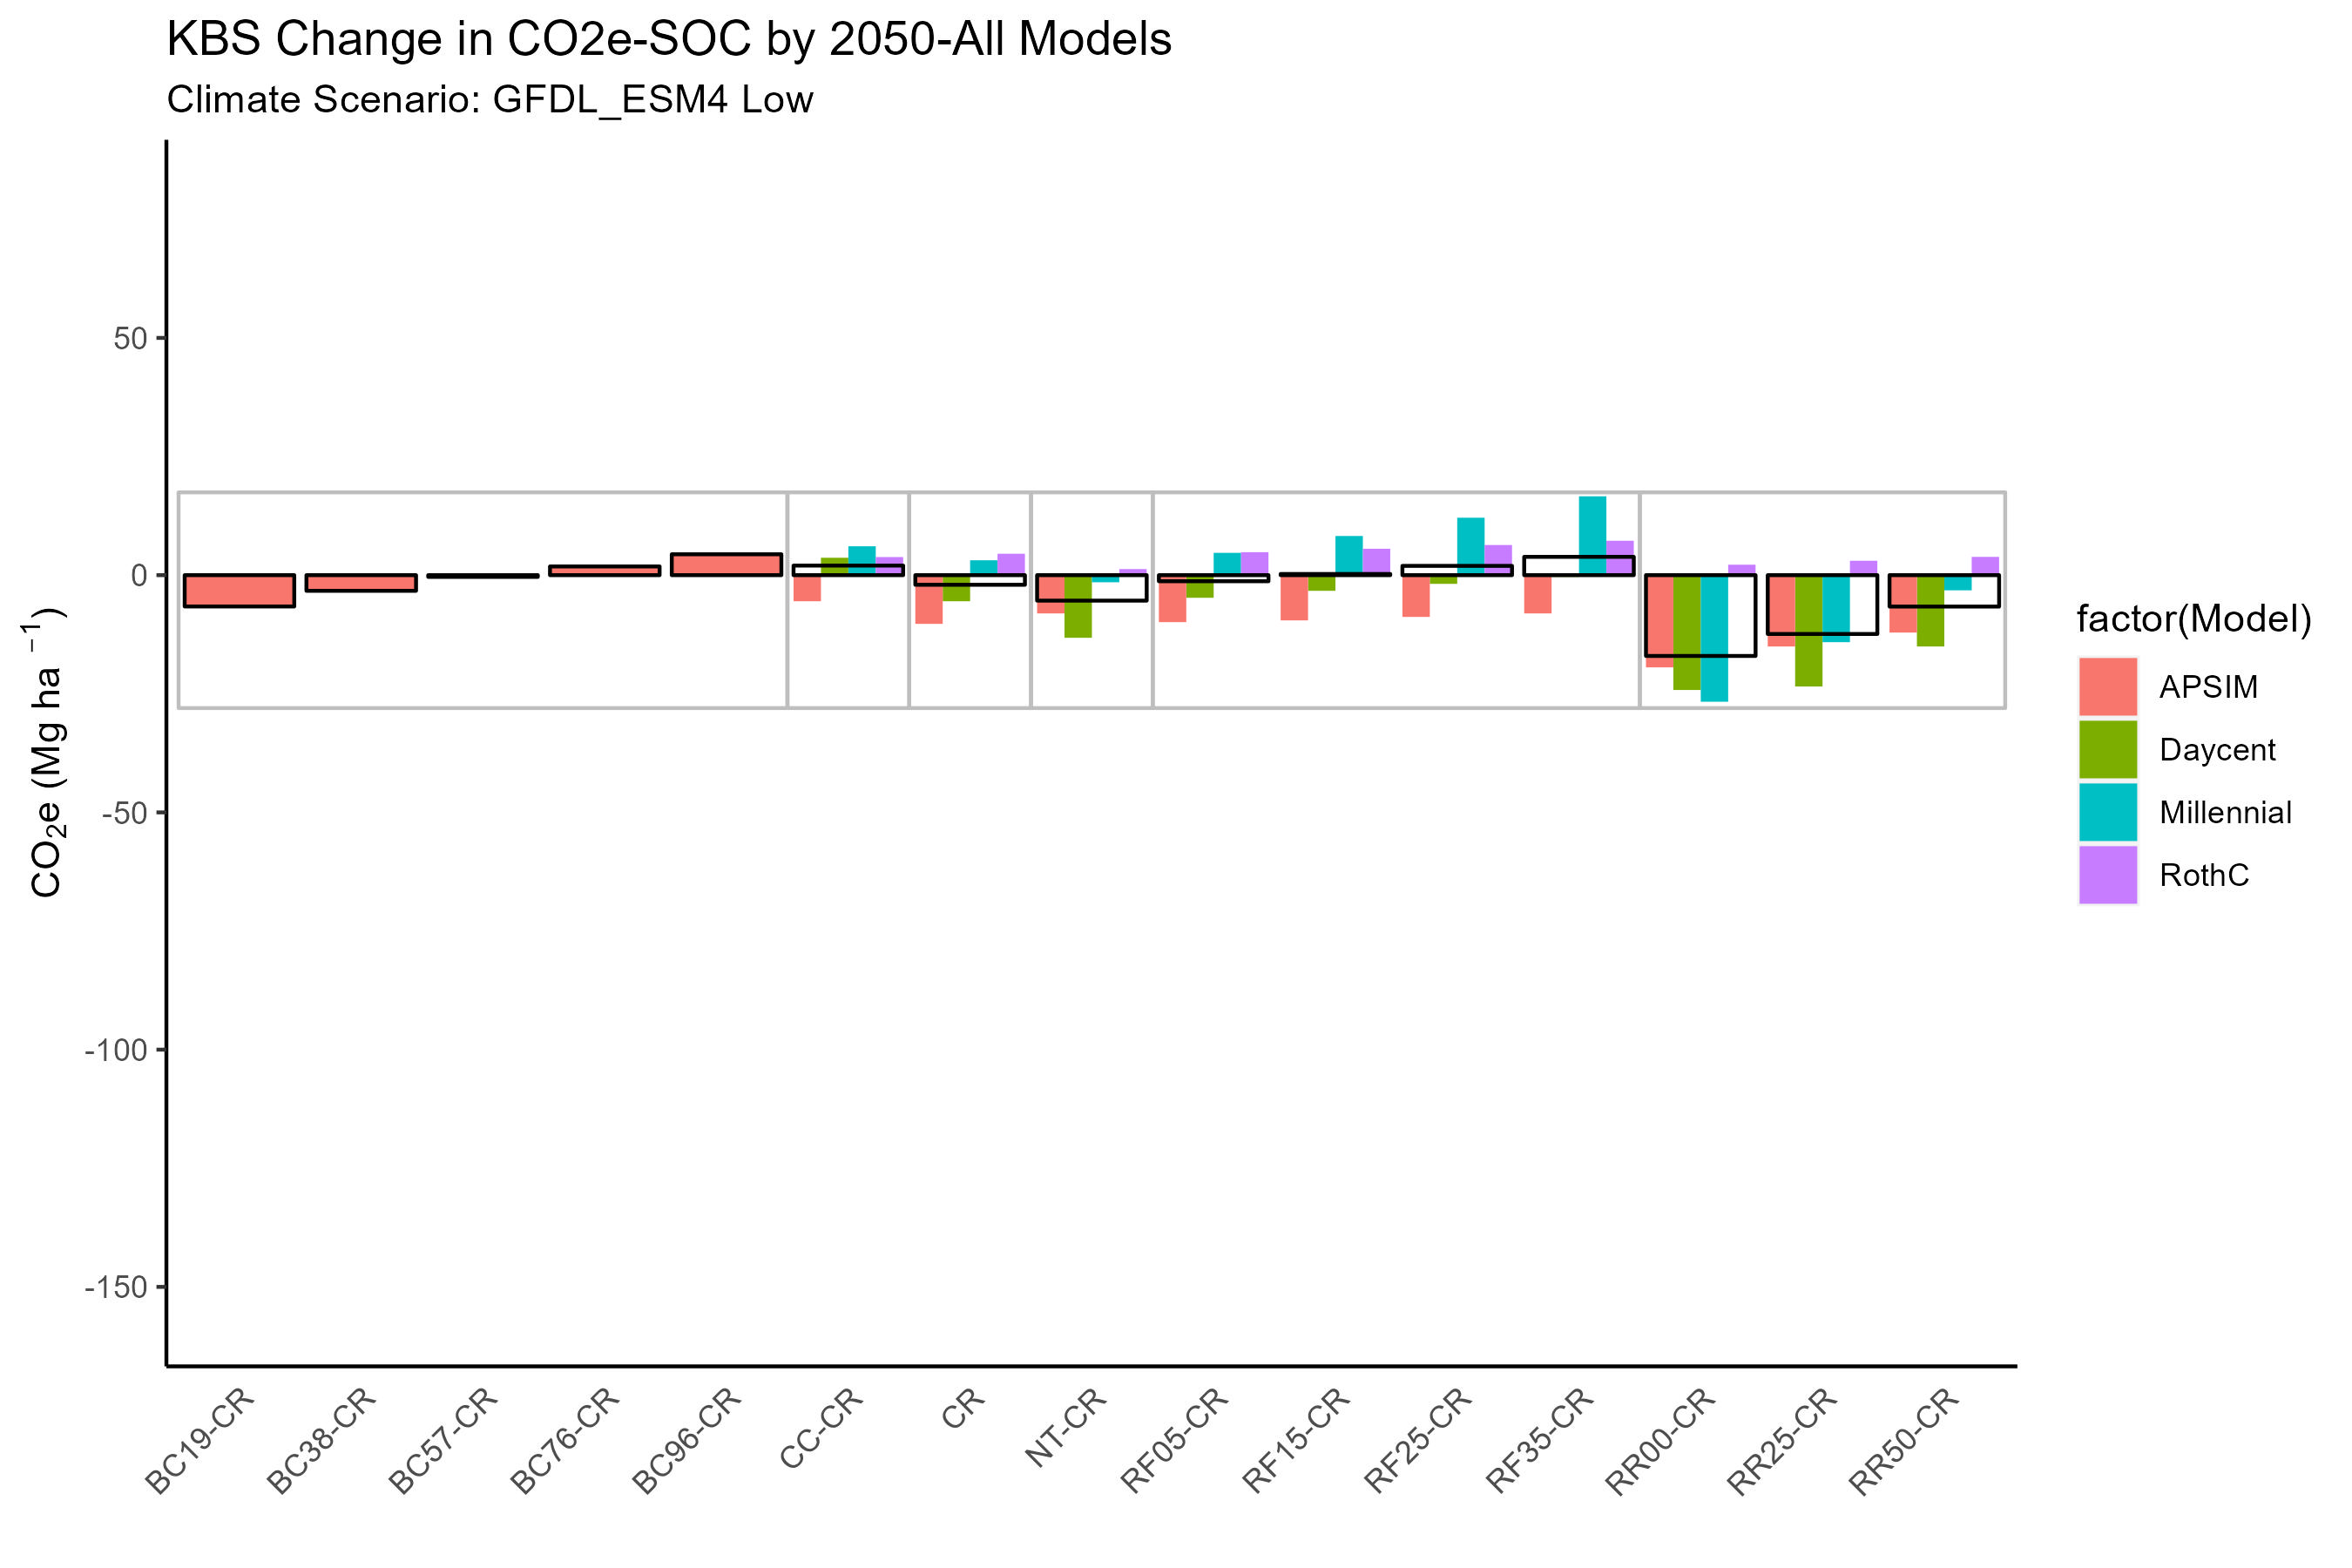 KBS Change in CO2e-SOC by 2050-All Models
Climate Scenario: GFDL_ESM4 Low
CO₂e (Mg ha ⁻¹)
50
0
-50
-100
-150
BC19-CR
BC38-CR
BC57-CR
BC76-CR
BC96-CR
CC-CR
CR
NT-CR
RF05-CR
RF15-CR
RF25-CR
RF35-CR
RR00-CR
RR25-CR
RR50-CR
factor(Model)
APSIM
Daycent
Millennial
RothC